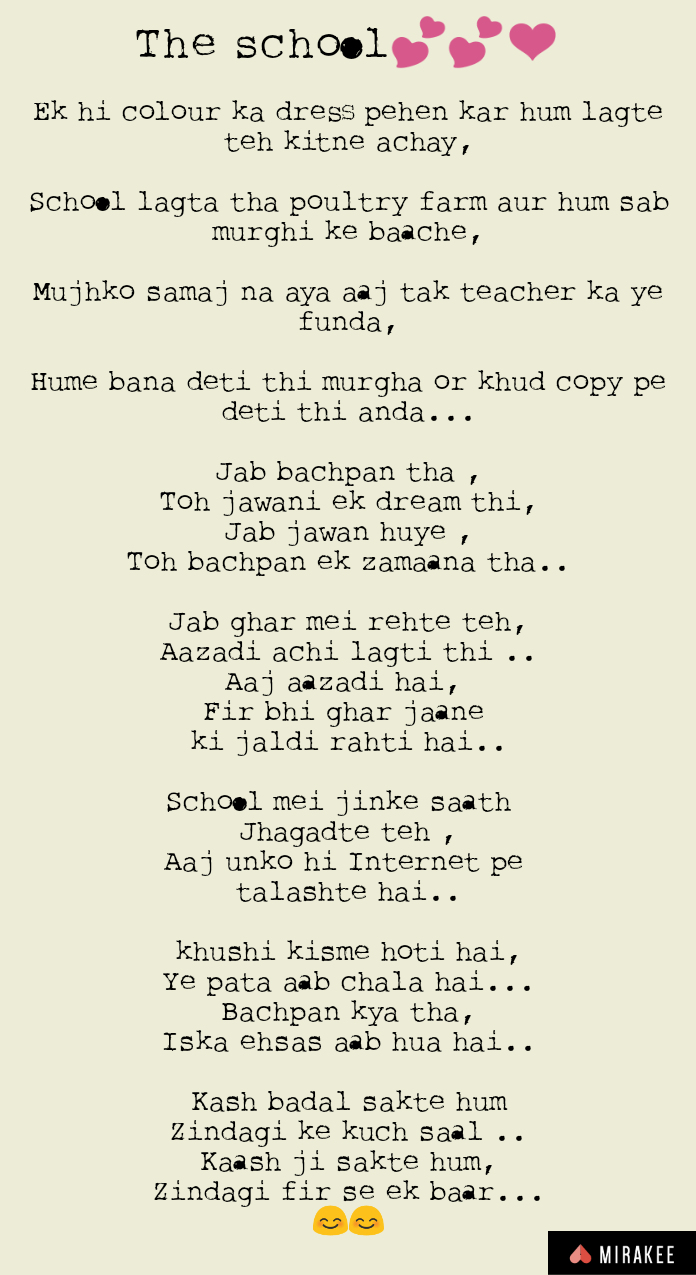 The school💕💕❤
Ek hi colour ka dress pehen kar hum lagte
teh kitne achay,
School lagta tha poultry farm aur hum sab
murghi ke baache,
Mujhko samaj na aya aaj tak teacher ka ye
funda,
Hume bana deti thi murgha or khud copy pe
deti thi anda...
Jab bachpan tha ,
Toh jawani ek dream thi,
Jab jawan huye ,
Toh bachpan ek zamaana tha..
Jab ghar mei rehte teh,
Aazadi achi lagti thi ..
Aaj aazadi hai,
Fir bhi ghar jaane
ki jaldi rahti hai..
School mei jinke saath
Jhagadte teh ,
Aaj unko hi Internet pe
talashte hai..
khushi kisme hoti hai,
Ye pata aab chala hai...
Bachpan kya tha,
Iska ehsas aab hua hai..
Kash badal sakte hum
Zindagi ke kuch saal ..
Kaash ji sakte hum,
Zindagi fir se ek baar...
😊😊
MIRAKEE